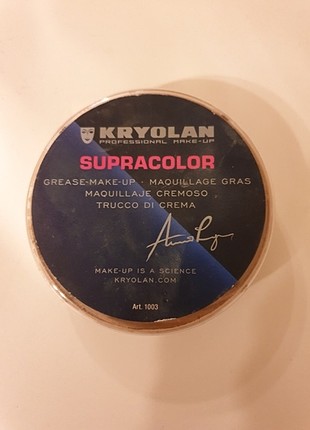 KRYOLAN
PROFESSIONAL MAKE-UP
SUPRACOLOR
GREASE-MAKE-UP - MAQUILLAGE GRAS
MAQUILLAJE CREMOSO
TRUCCO DI CREMA
MAKE-UP IS A SCIENCE
KRYOLAN.COM
Art. 1003